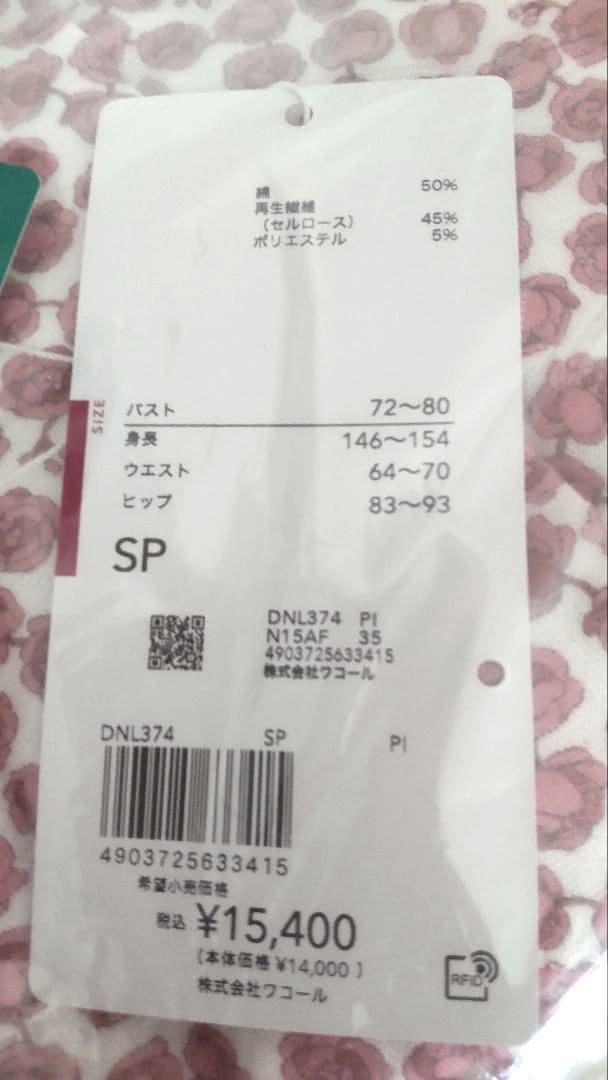 綿 50%
再生繊維
（セルロース） 45%
ポリエステル 5%
SIZE
バスト 72～80
身長 146～154
ウエスト 64～70
ヒップ 83～93
SP
DNL374 PI
N15AF 35
4903725633415
株式会社ワコール
DNL374 SP PI
4903725633415
希望小売価格
税込 ¥15,400
(本体価格 ¥14,000 )
株式会社ワコール
RFID